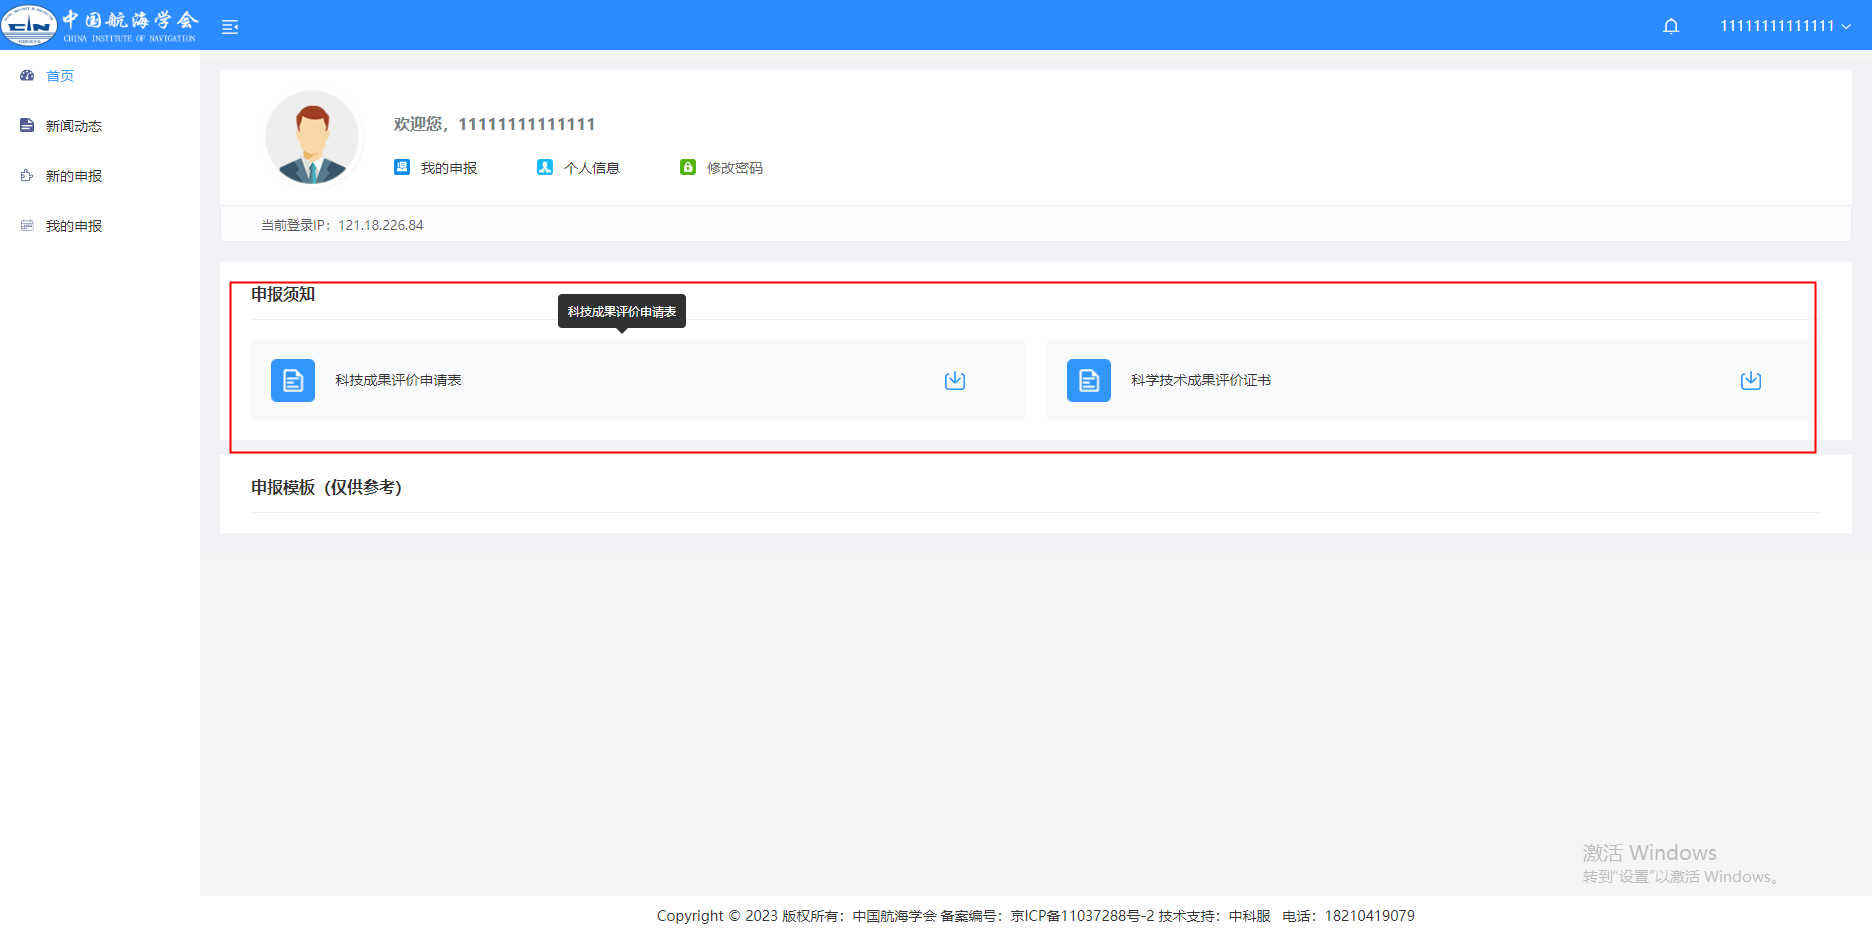 中国航海学会
CHINA INSTITUTE OF NAVIGATION
11111111111111
首页
新闻动态
新的申报
我的申报
欢迎您，11111111111111
我的申报 个人信息 修改密码
当前登录IP：121.18.226.84
申报须知
科技成果评价申请表
科技成果评价申请表
科学技术成果评价证书
申报模板（仅供参考）
激活 Windows
转到“设置”以激活 Windows。
Copyright © 2023 版权所有：中国航海学会 备案编号：京ICP备11037288号-2 技术支持：中科服 电话：18210419079